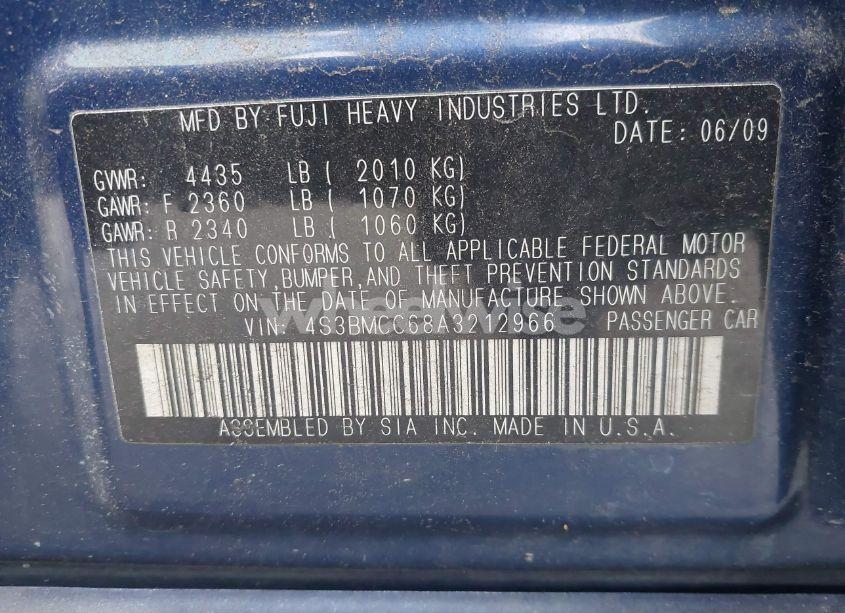 MFD BY FUJI HEAVY INDUSTRIES LTD.
DATE: 06/09
GVWR: 4435 LB ( 2010 KG)
GAWR: F 2360 LB ( 1070 KG)
GAWR: R 2340 LB ( 1060 KG)
THIS VEHICLE CONFORMS TO ALL APPLICABLE FEDERAL MOTOR
VEHICLE SAFETY,BUMPER,AND THEFT PREVENTION STANDARDS
IN EFFECT ON THE DATE OF MANUFACTURE SHOWN ABOVE.
wheelwise
VIN: 4S3BMCC68A3212966 PASSENGER CAR
ASSEMBLED BY SIA INC. MADE IN U.S.A.